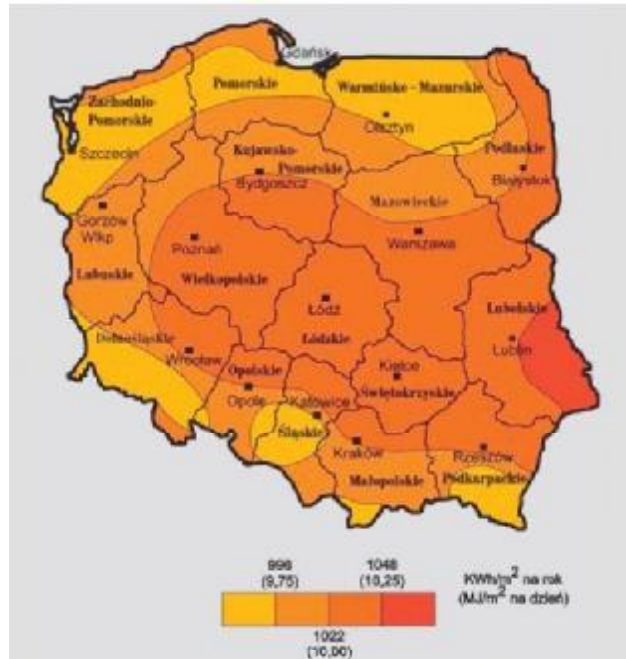 Gdańsk
Pomorskie
Warmińsko - Mazurskie
Zachodnio-
Pomorskie
Olsztyn
Szczecin
Kujawsko-
Pomorskie
Podlaskie
Bydgoszcz
Białystok
Mazowieckie
Gorzów
Wlkp
Poznań
Warszawa
Lubuskie
Wielkopolskie
Łódź
Lubelskie
Łódzkie
Dolnośląskie
Wrocław
Lublin
Opolskie
Kielce
Opole
Katowice
Świętokrzyskie
Śląskie
Kraków
Rzeszów
Małopolskie
Podkarpackie
996
(9,75)
1048
(10,25)
KWh/m² na rok
(MJ/m² na dzień)
1022
(10,00)